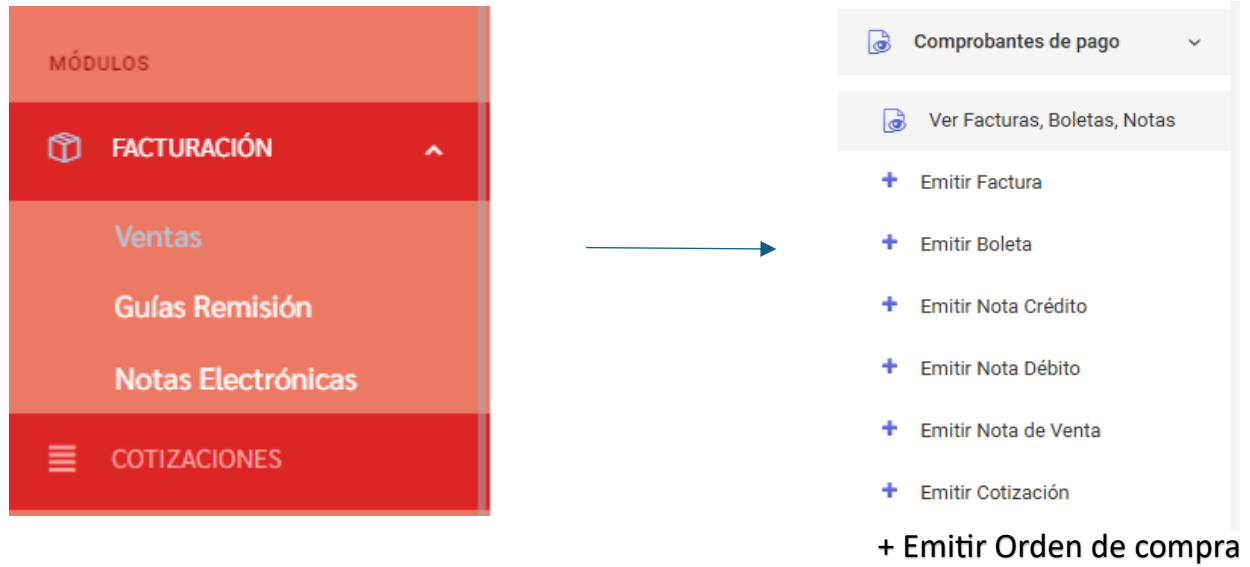 MÓDULOS
FACTURACIÓN
Ventas
Guías Remisión
Notas Electrónicas
COTIZACIONES
Comprobantes de pago
Ver Facturas, Boletas, Notas
+ Emitir Factura
+ Emitir Boleta
+ Emitir Nota Crédito
+ Emitir Nota Débito
+ Emitir Nota de Venta
+ Emitir Cotización
+ Emitir Orden de compra